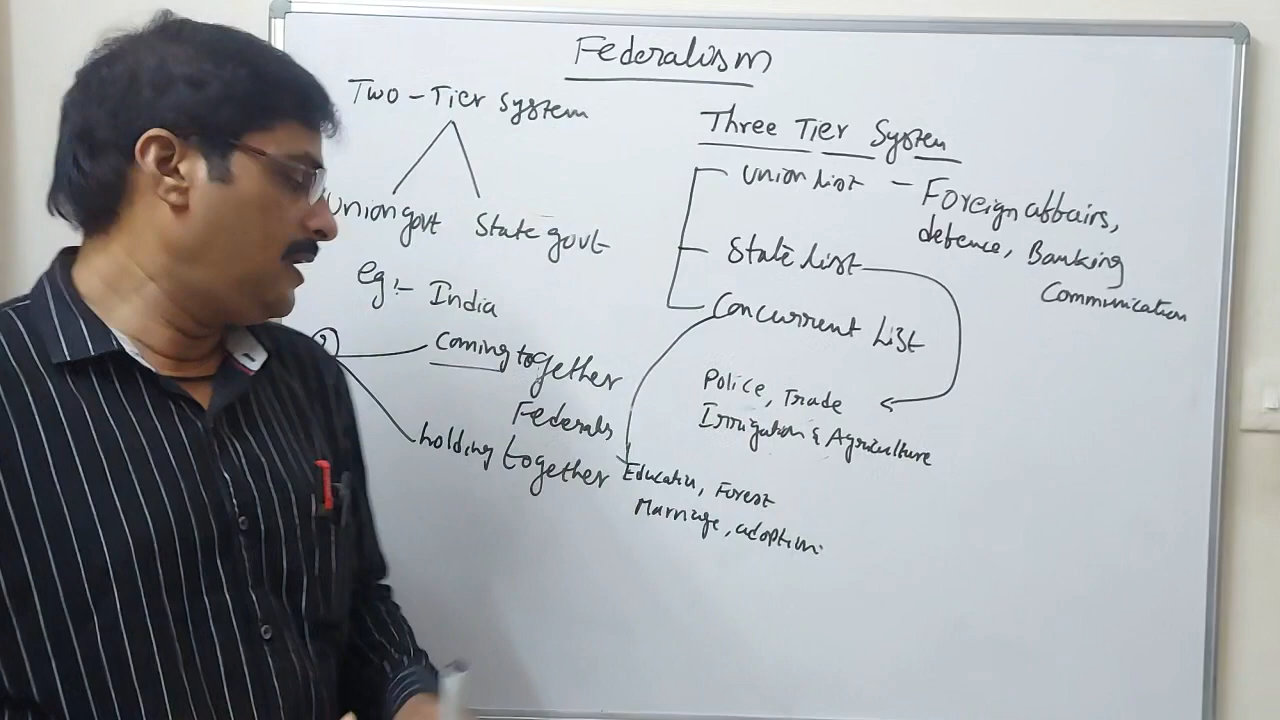 Federalism
Two-Tier System
Union govt State govt
eg:- India
2
coming together
Federals
holding together
Three Tier System
Union List - Foreign affairs,
defence, Banking
Communication
State List
Concurrent List
Police, Trade
Irrigation & Agriculture
Education, Forest
Marriage, adoption.